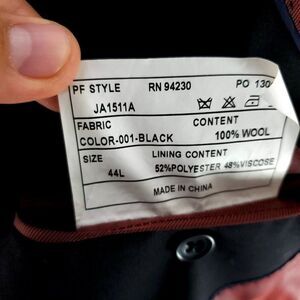 PF STYLE RN 94230 PO 130
JA1511A
FABRIC CONTENT
COLOR-001-BLACK 100% WOOL
SIZE LINING CONTENT
44L 52%POLYESTER 48%VISCOSE
MADE IN CHINA